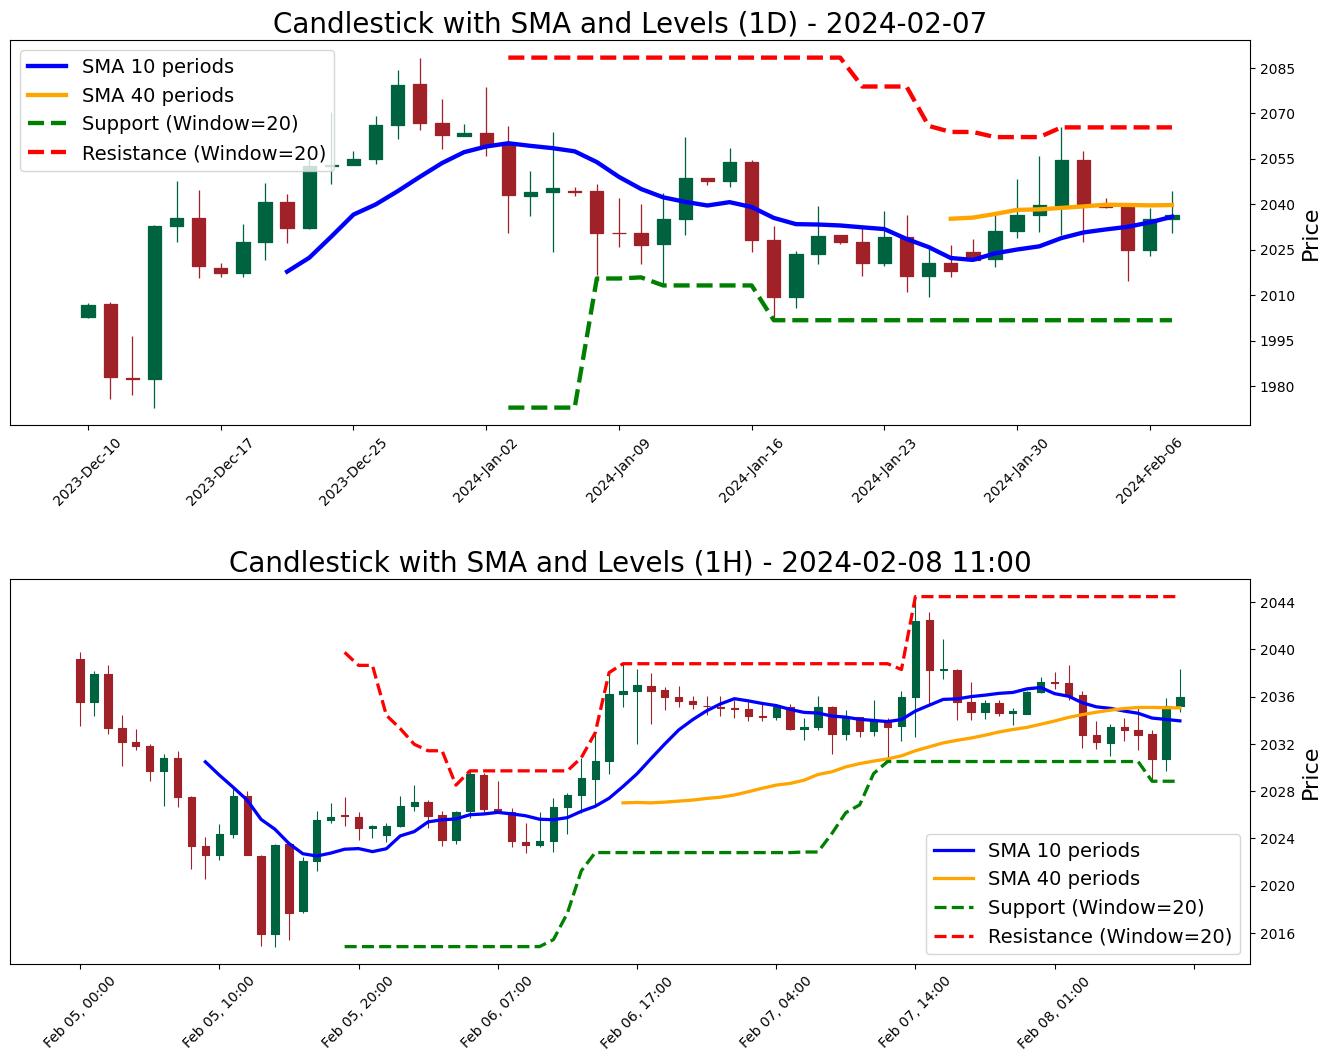 Candlestick with SMA and Levels (1D) - 2024-02-07
SMA 10 periods
SMA 40 periods
Support (Window=20)
Resistance (Window=20)
2085
2070
2055
2040
2025
2010
1995
1980
Price
2023-Dec-10
2023-Dec-17
2023-Dec-25
2024-Jan-02
2024-Jan-09
2024-Jan-16
2024-Jan-23
2024-Jan-30
2024-Feb-06
Candlestick with SMA and Levels (1H) - 2024-02-08 11:00
2044
2040
2036
2032
2028
2024
2020
2016
Price
SMA 10 periods
SMA 40 periods
Support (Window=20)
Resistance (Window=20)
Feb 05, 00:00
Feb 05, 10:00
Feb 05, 20:00
Feb 06, 07:00
Feb 06, 17:00
Feb 07, 04:00
Feb 07, 14:00
Feb 08, 01:00